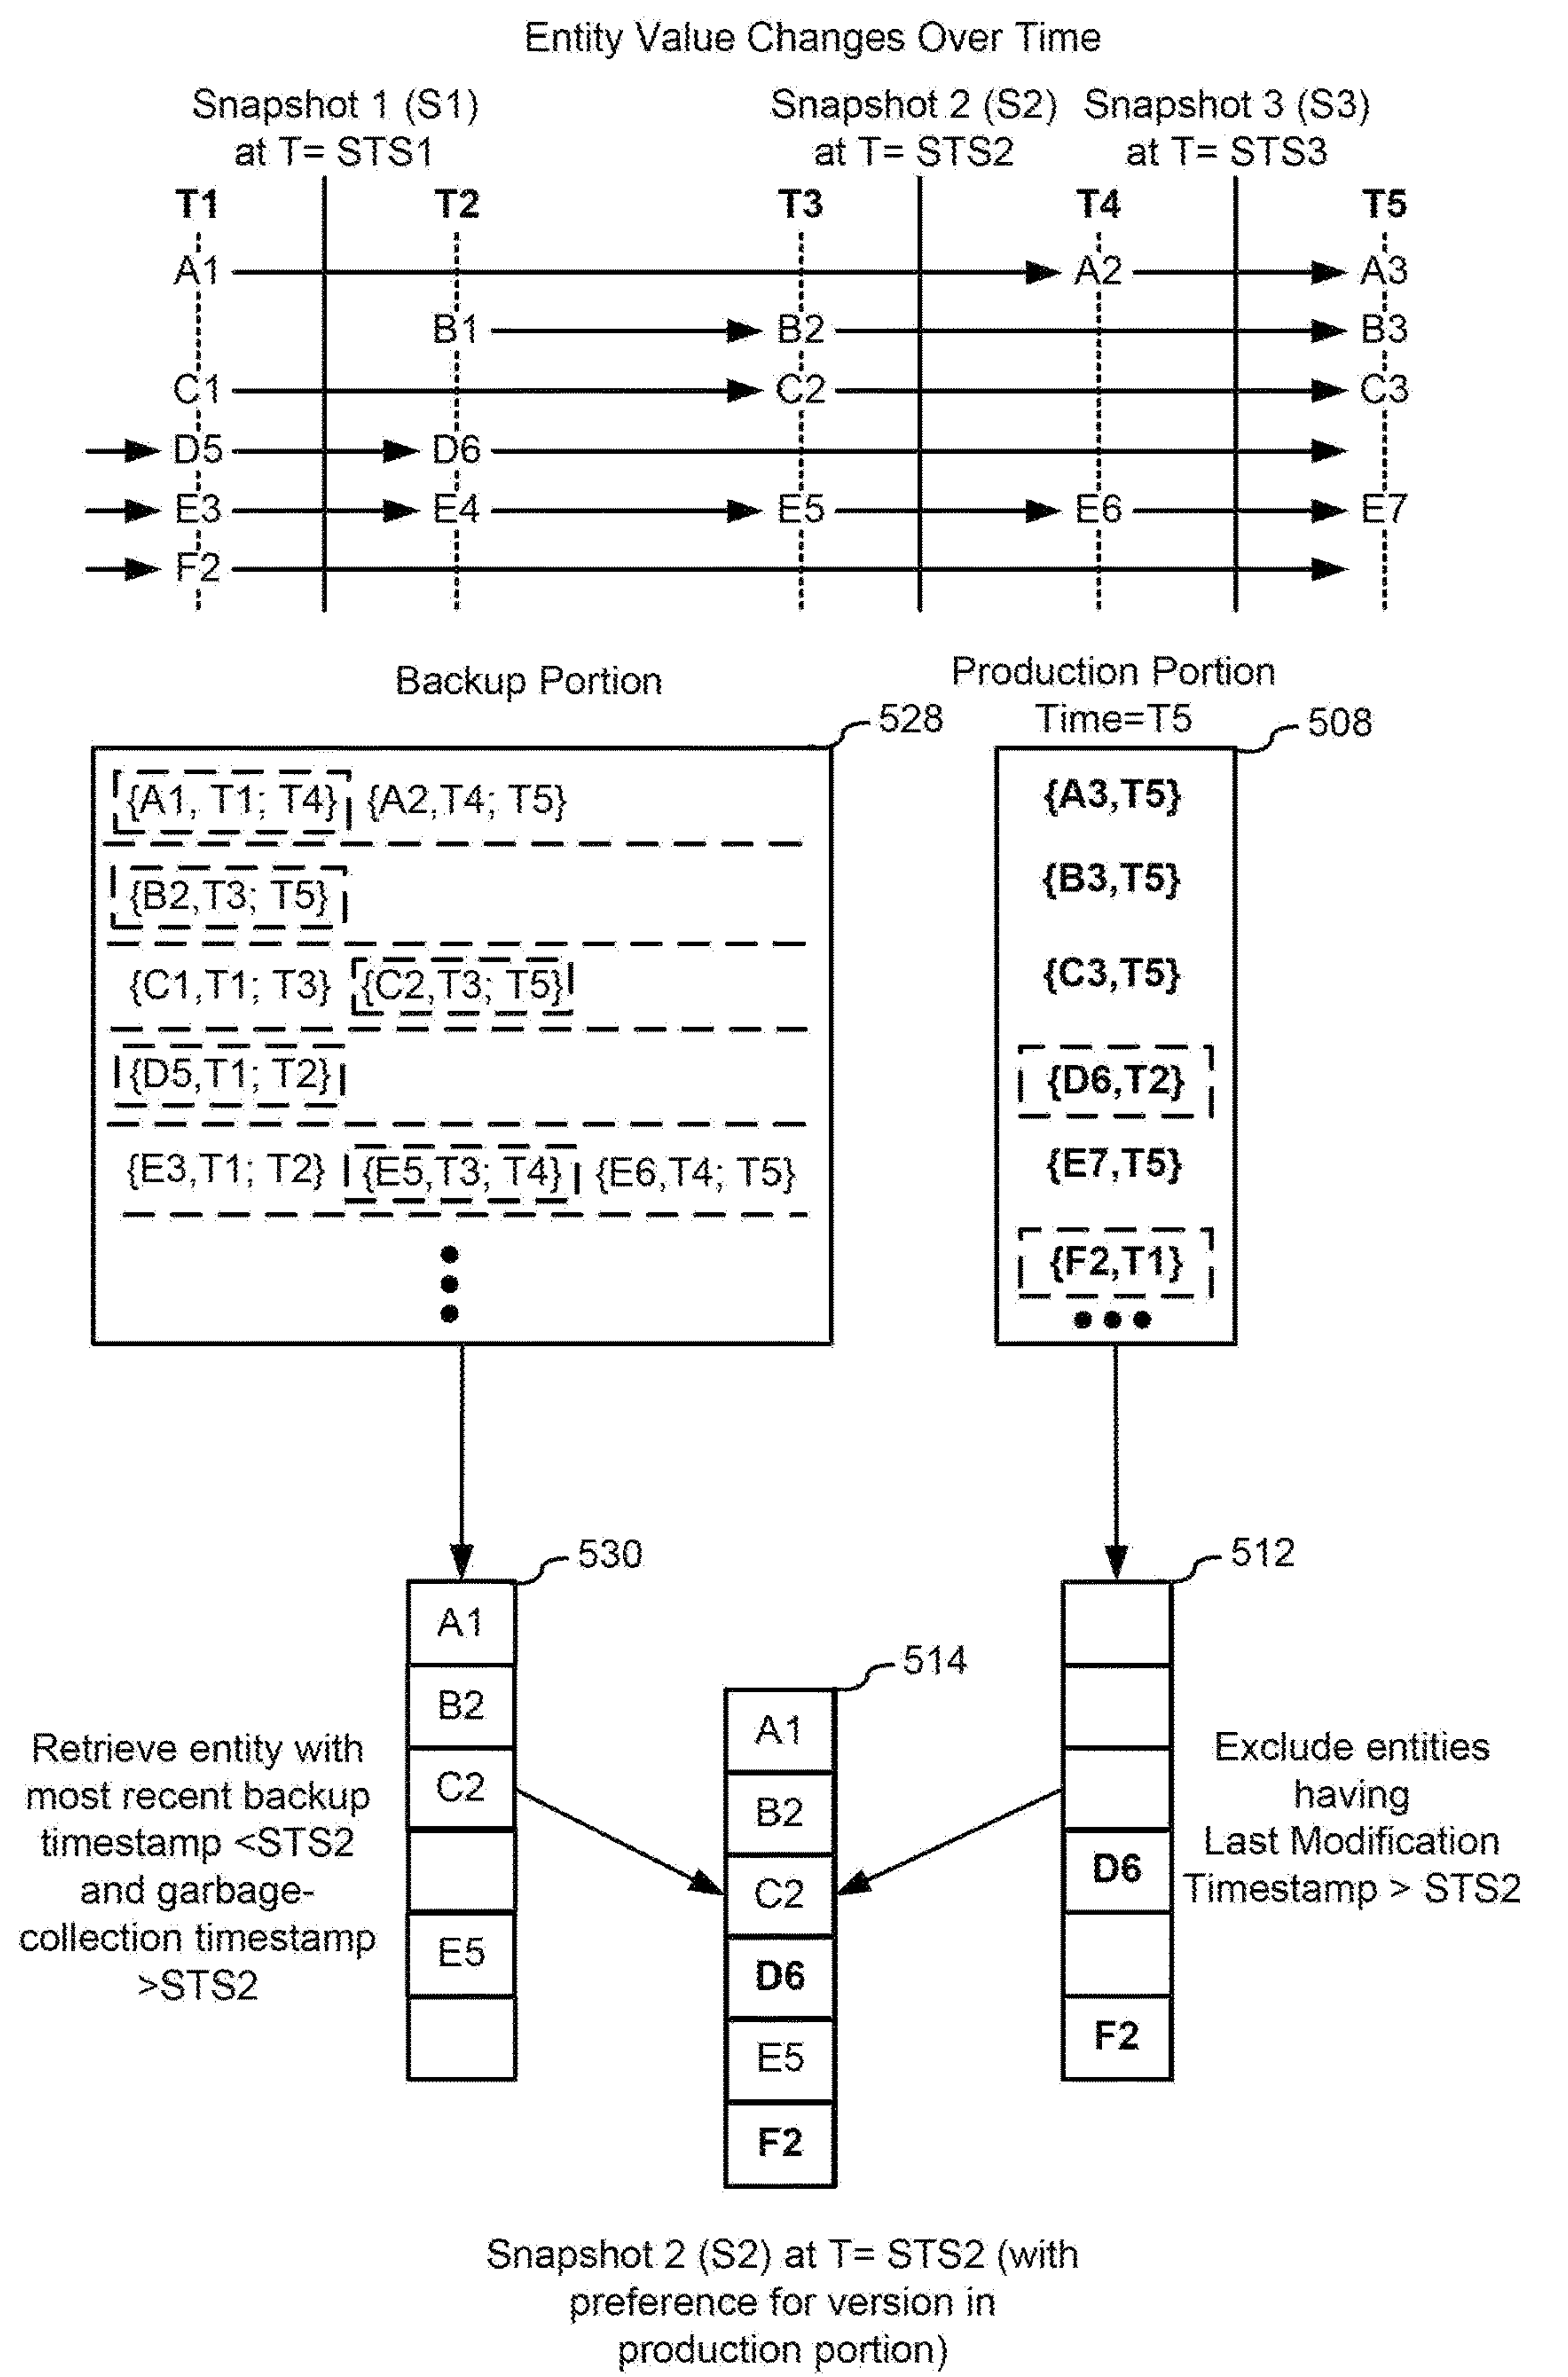 Entity Value Changes Over Time
Snapshot 1 (S1)
at T= STS1
Snapshot 2 (S2)
at T= STS2
Snapshot 3 (S3)
at T= STS3
T1 T2 T3 T4 T5
A1 A2 A3
B1 B2 B3
C1 C2 C3
D5 D6
E3 E4 E5 E6 E7
F2
Backup Portion
528
{A1, T1; T4} {A2,T4; T5}
{B2,T3; T5}
{C1,T1; T3} {C2,T3; T5}
{D5,T1; T2}
{E3,T1; T2} {E5,T3; T4} {E6,T4; T5}
Production Portion
Time=T5
508
{A3,T5}
{B3,T5}
{C3,T5}
{D6,T2}
{E7,T5}
{F2,T1}
530
A1
B2
C2
E5
Retrieve entity with
most recent backup
timestamp <STS2
and garbage-
collection timestamp
>STS2
514
A1
B2
C2
D6
E5
F2
512
D6
F2
Exclude entities
having
Last Modification
Timestamp > STS2
Snapshot 2 (S2) at T= STS2 (with
preference for version in
production portion)